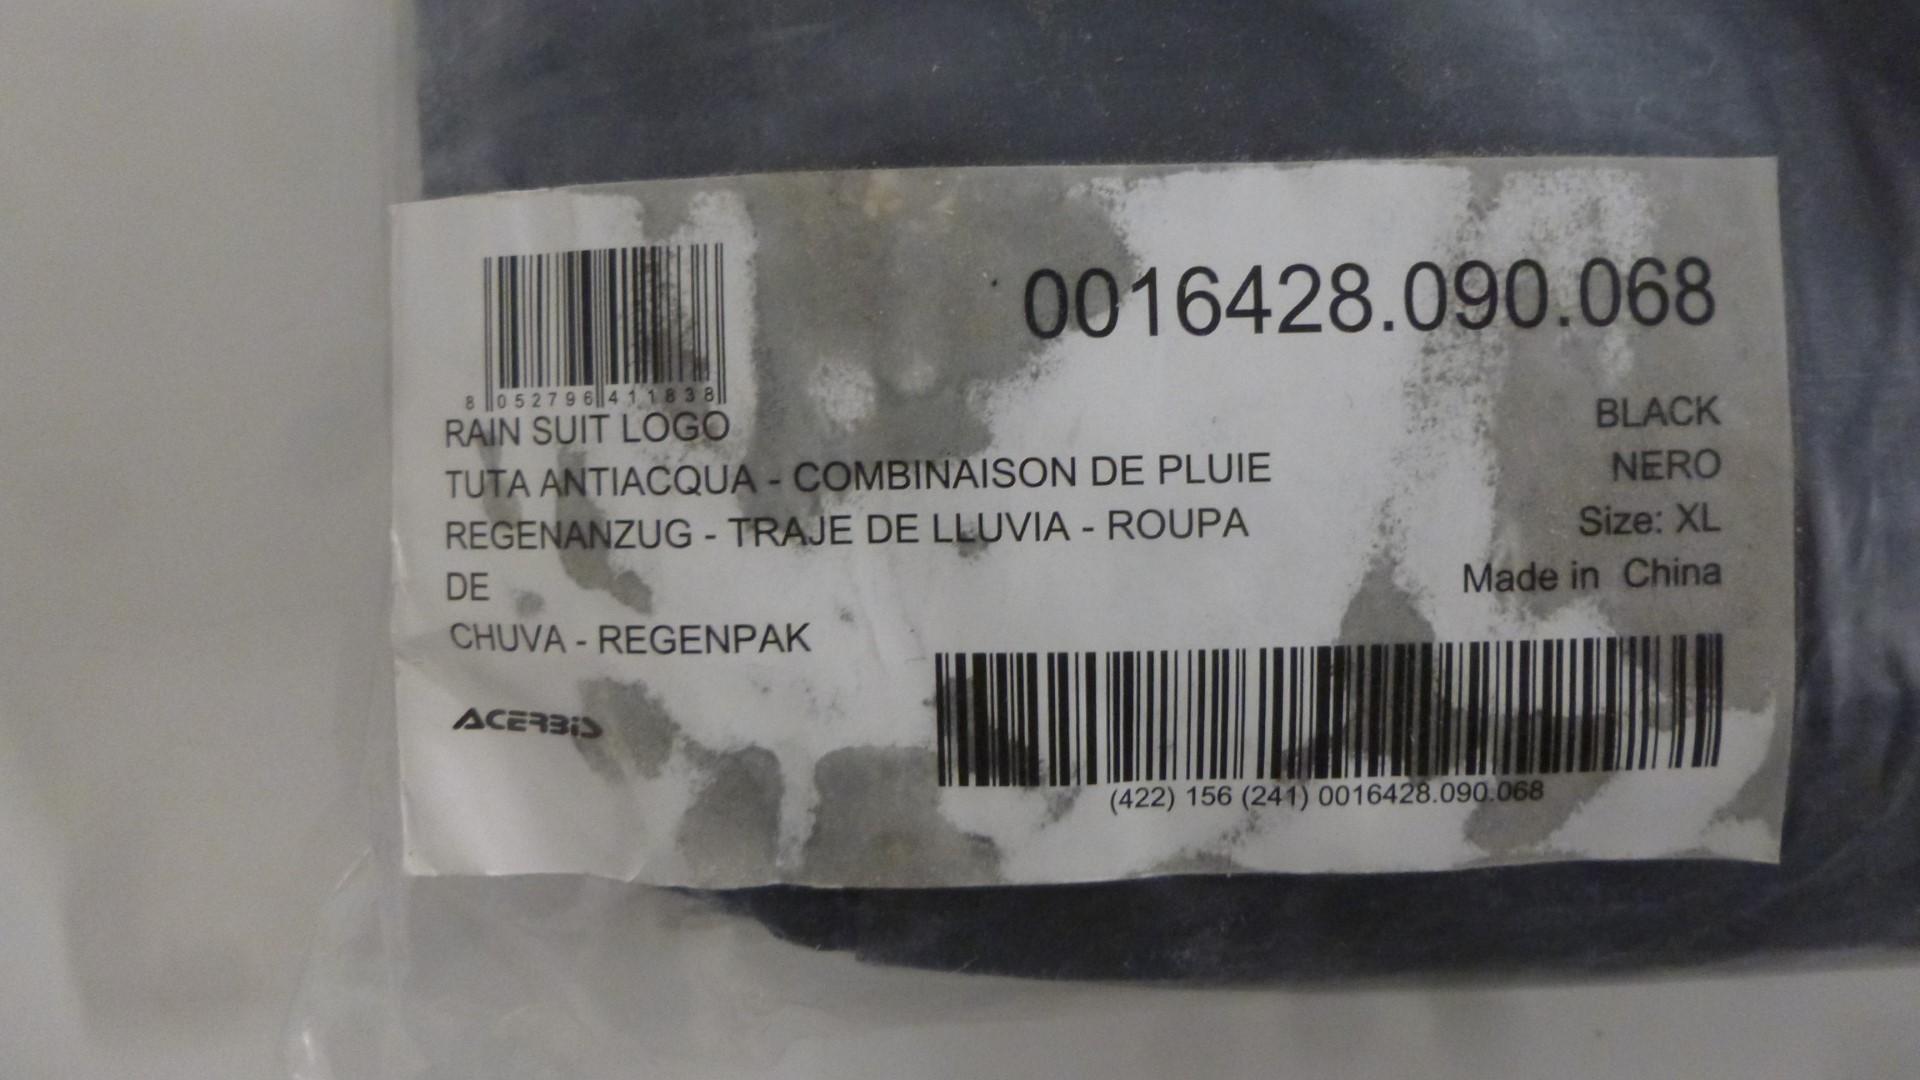 0016428.090.068
8 052796 411838
RAIN SUIT LOGO
TUTA ANTIACQUA - COMBINAISON DE PLUIE
REGENANZUG - TRAJE DE LLUVIA - ROUPA
DE
CHUVA - REGENPAK
BLACK
NERO
Size: XL
Made in China
ACERBIS
(422) 156 (241) 0016428.090.068